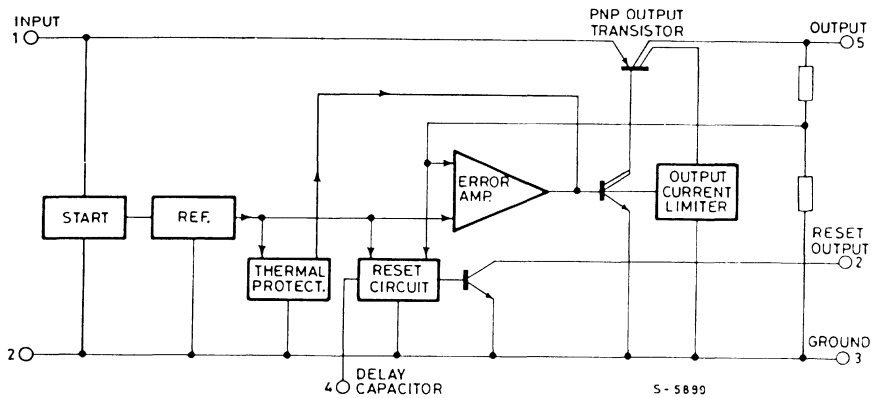 INPUT
1
PNP OUTPUT
TRANSISTOR
OUTPUT
5
START
REF.
ERROR
AMP.
OUTPUT
CURRENT
LIMITER
THERMAL
PROTECT.
RESET
CIRCUIT
RESET
OUTPUT
2
2
GROUND
3
4
DELAY
CAPACITOR
S-5899